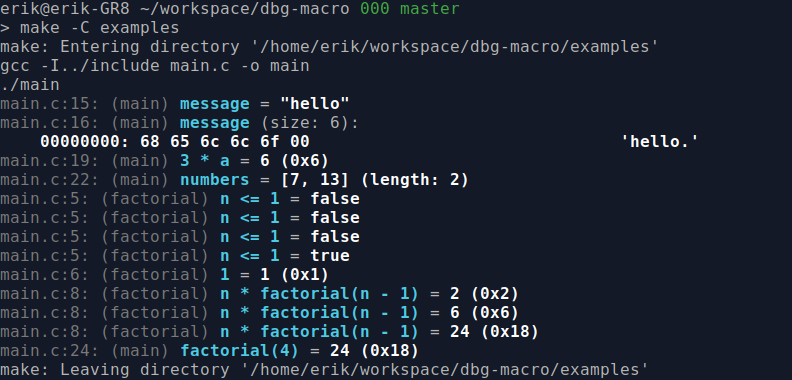 erik@erik-GR8 ~/workspace/dbg-macro 000 master
> make -C examples
make: Entering directory '/home/erik/workspace/dbg-macro/examples'
gcc -I../include main.c -o main
./main
main.c:15: (main) message = "hello"
main.c:16: (main) message (size: 6):
    00000000: 68 65 6c 6c 6f 00                               'hello.'
main.c:19: (main) 3 * a = 6 (0x6)
main.c:22: (main) numbers = [7, 13] (length: 2)
main.c:5: (factorial) n <= 1 = false
main.c:5: (factorial) n <= 1 = false
main.c:5: (factorial) n <= 1 = false
main.c:5: (factorial) n <= 1 = true
main.c:6: (factorial) 1 = 1 (0x1)
main.c:8: (factorial) n * factorial(n - 1) = 2 (0x2)
main.c:8: (factorial) n * factorial(n - 1) = 6 (0x6)
main.c:8: (factorial) n * factorial(n - 1) = 24 (0x18)
main.c:24: (main) factorial(4) = 24 (0x18)
make: Leaving directory '/home/erik/workspace/dbg-macro/examples'